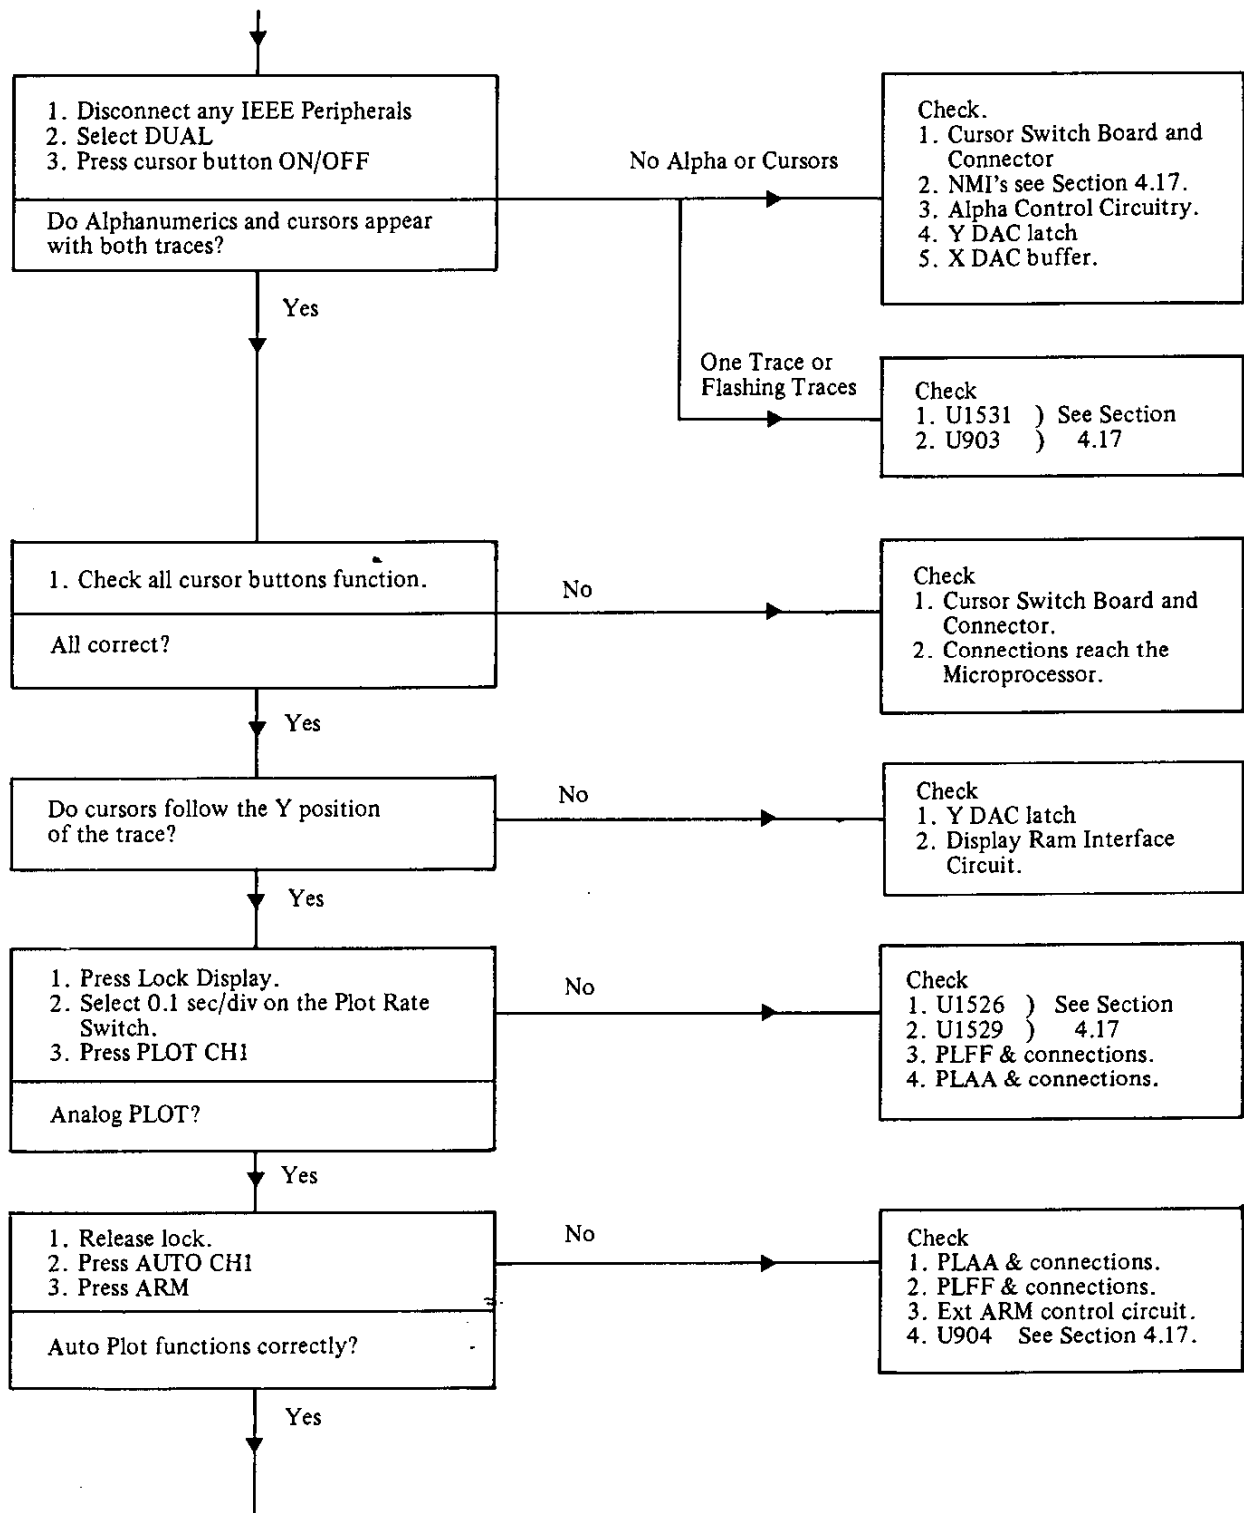 1. Disconnect any IEEE Peripherals
2. Select DUAL
3. Press cursor button ON/OFF
Do Alphanumerics and cursors appear
with both traces?
No Alpha or Cursors
Check.
1. Cursor Switch Board and
Connector
2. NMI's see Section 4.17.
3. Alpha Control Circuitry.
4. Y DAC latch
5. X DAC buffer.
Yes
One Trace or
Flashing Traces
Check
1. U1531 ) See Section
2. U903 ) 4.17
1. Check all cursor buttons function.
All correct?
No
Check
1. Cursor Switch Board and
Connector.
2. Connections reach the
Microprocessor.
Yes
Do cursors follow the Y position
of the trace?
No
Check
1. Y DAC latch
2. Display Ram Interface
Circuit.
Yes
1. Press Lock Display.
2. Select 0.1 sec/div on the Plot Rate
Switch.
3. Press PLOT CH1
Analog PLOT?
No
Check
1. U1526 ) See Section
2. U1529 ) 4.17
3. PLFF & connections.
4. PLAA & connections.
Yes
1. Release lock.
2. Press AUTO CH1
3. Press ARM
Auto Plot functions correctly?
No
Check
1. PLAA & connections.
2. PLFF & connections.
3. Ext ARM control circuit.
4. U904 See Section 4.17.
Yes